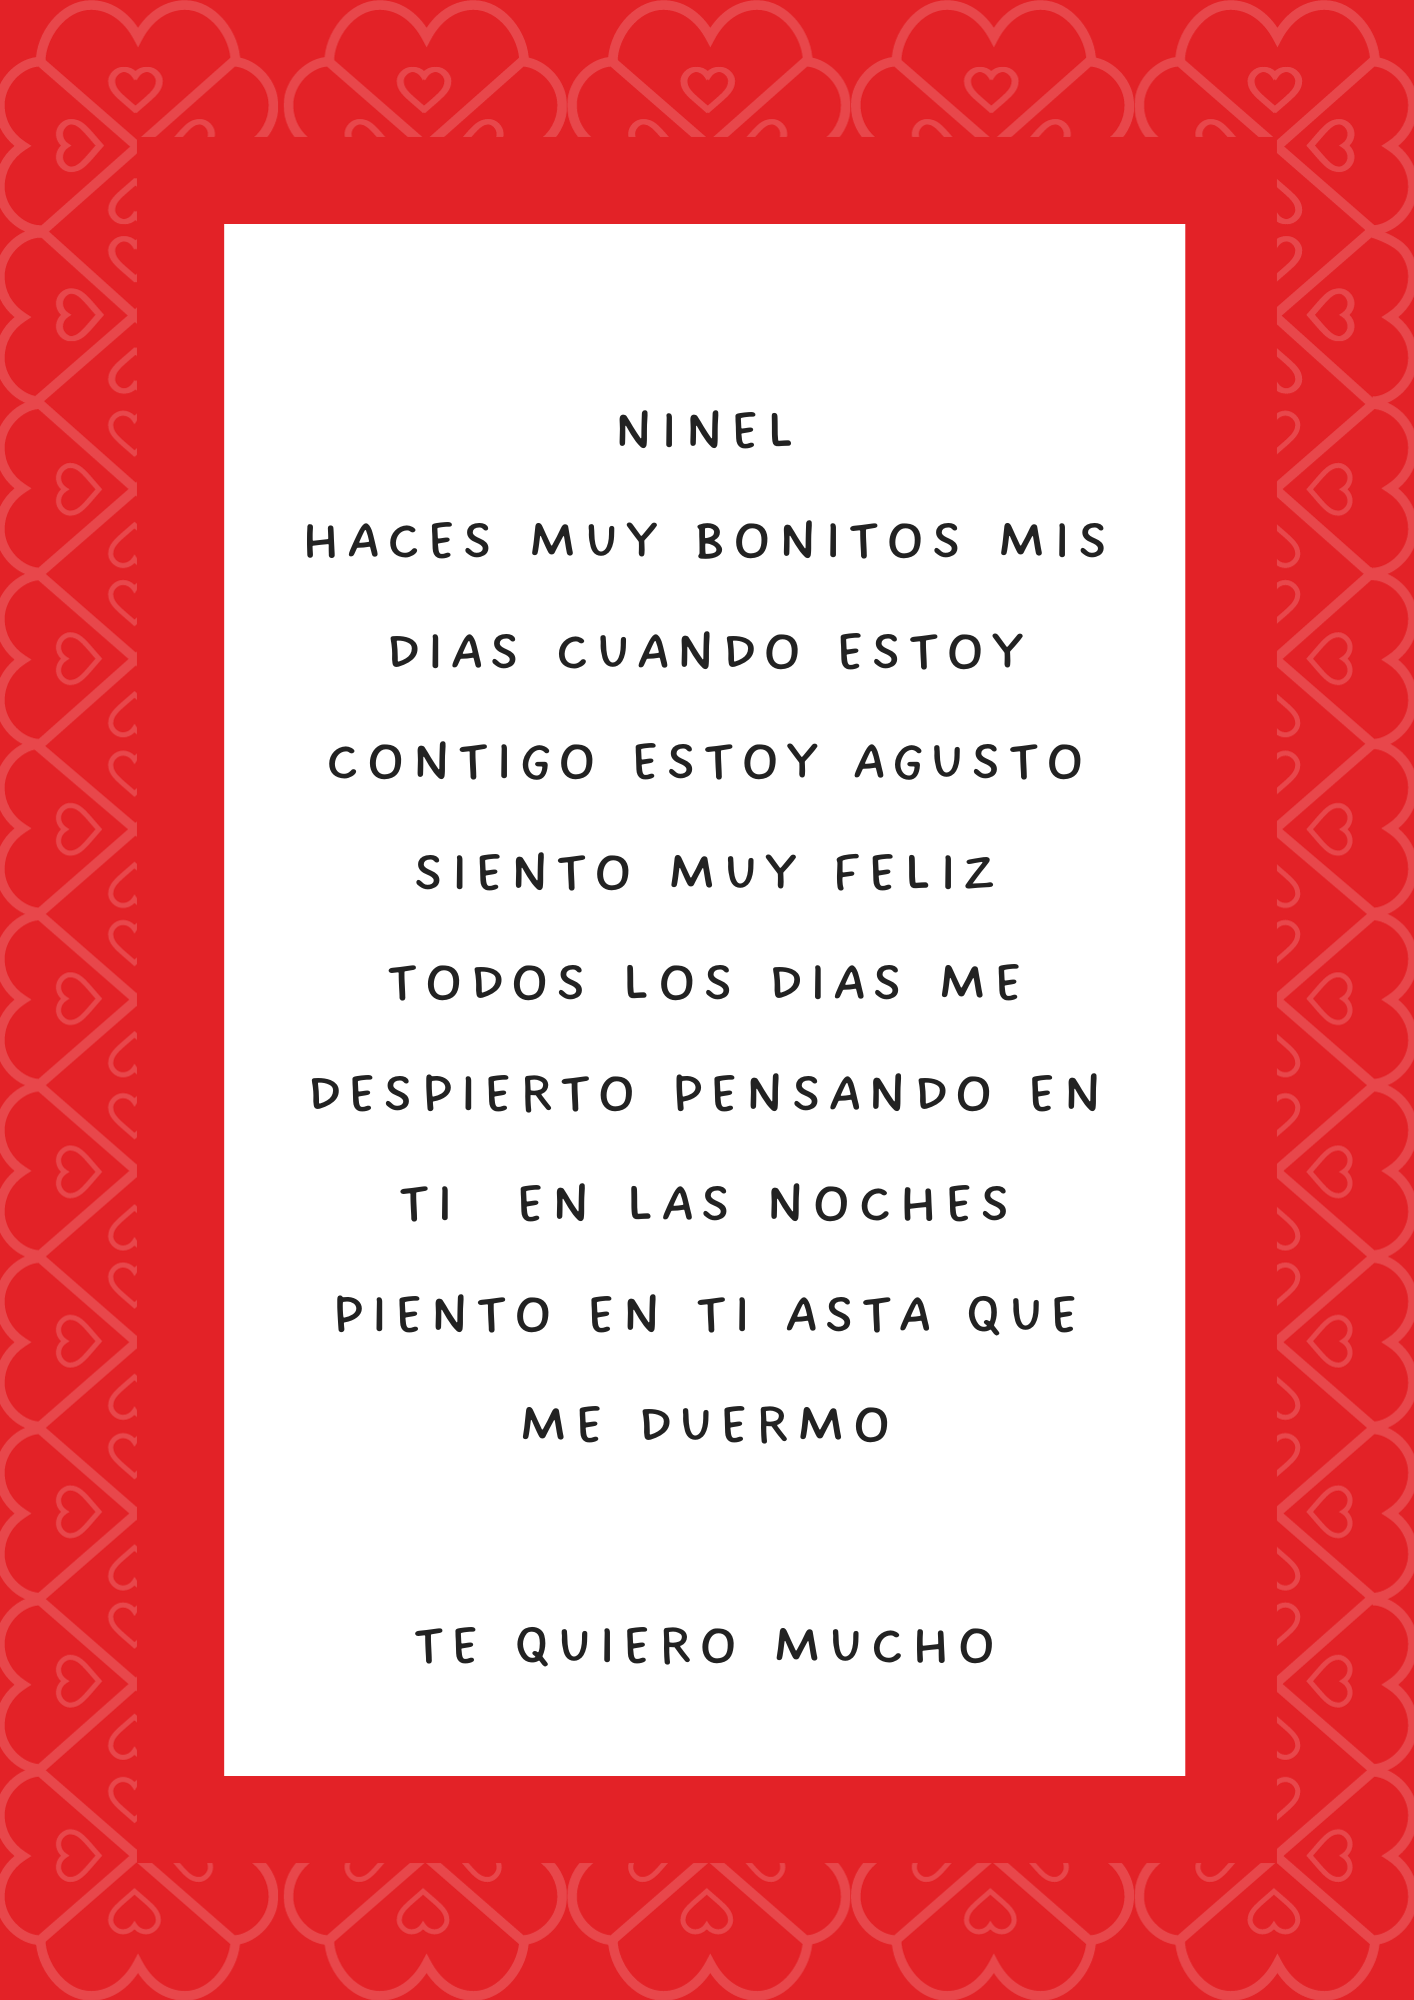 NINEL
HACES MUY BONITOS MIS
DIAS CUANDO ESTOY
CONTIGO ESTOY AGUSTO
SIENTO MUY FELIZ
TODOS LOS DIAS ME
DESPIERTO PENSANDO EN
TI EN LAS NOCHES
PIENTO EN TI ASTA QUE
ME DUERMO
TE QUIERO MUCHO